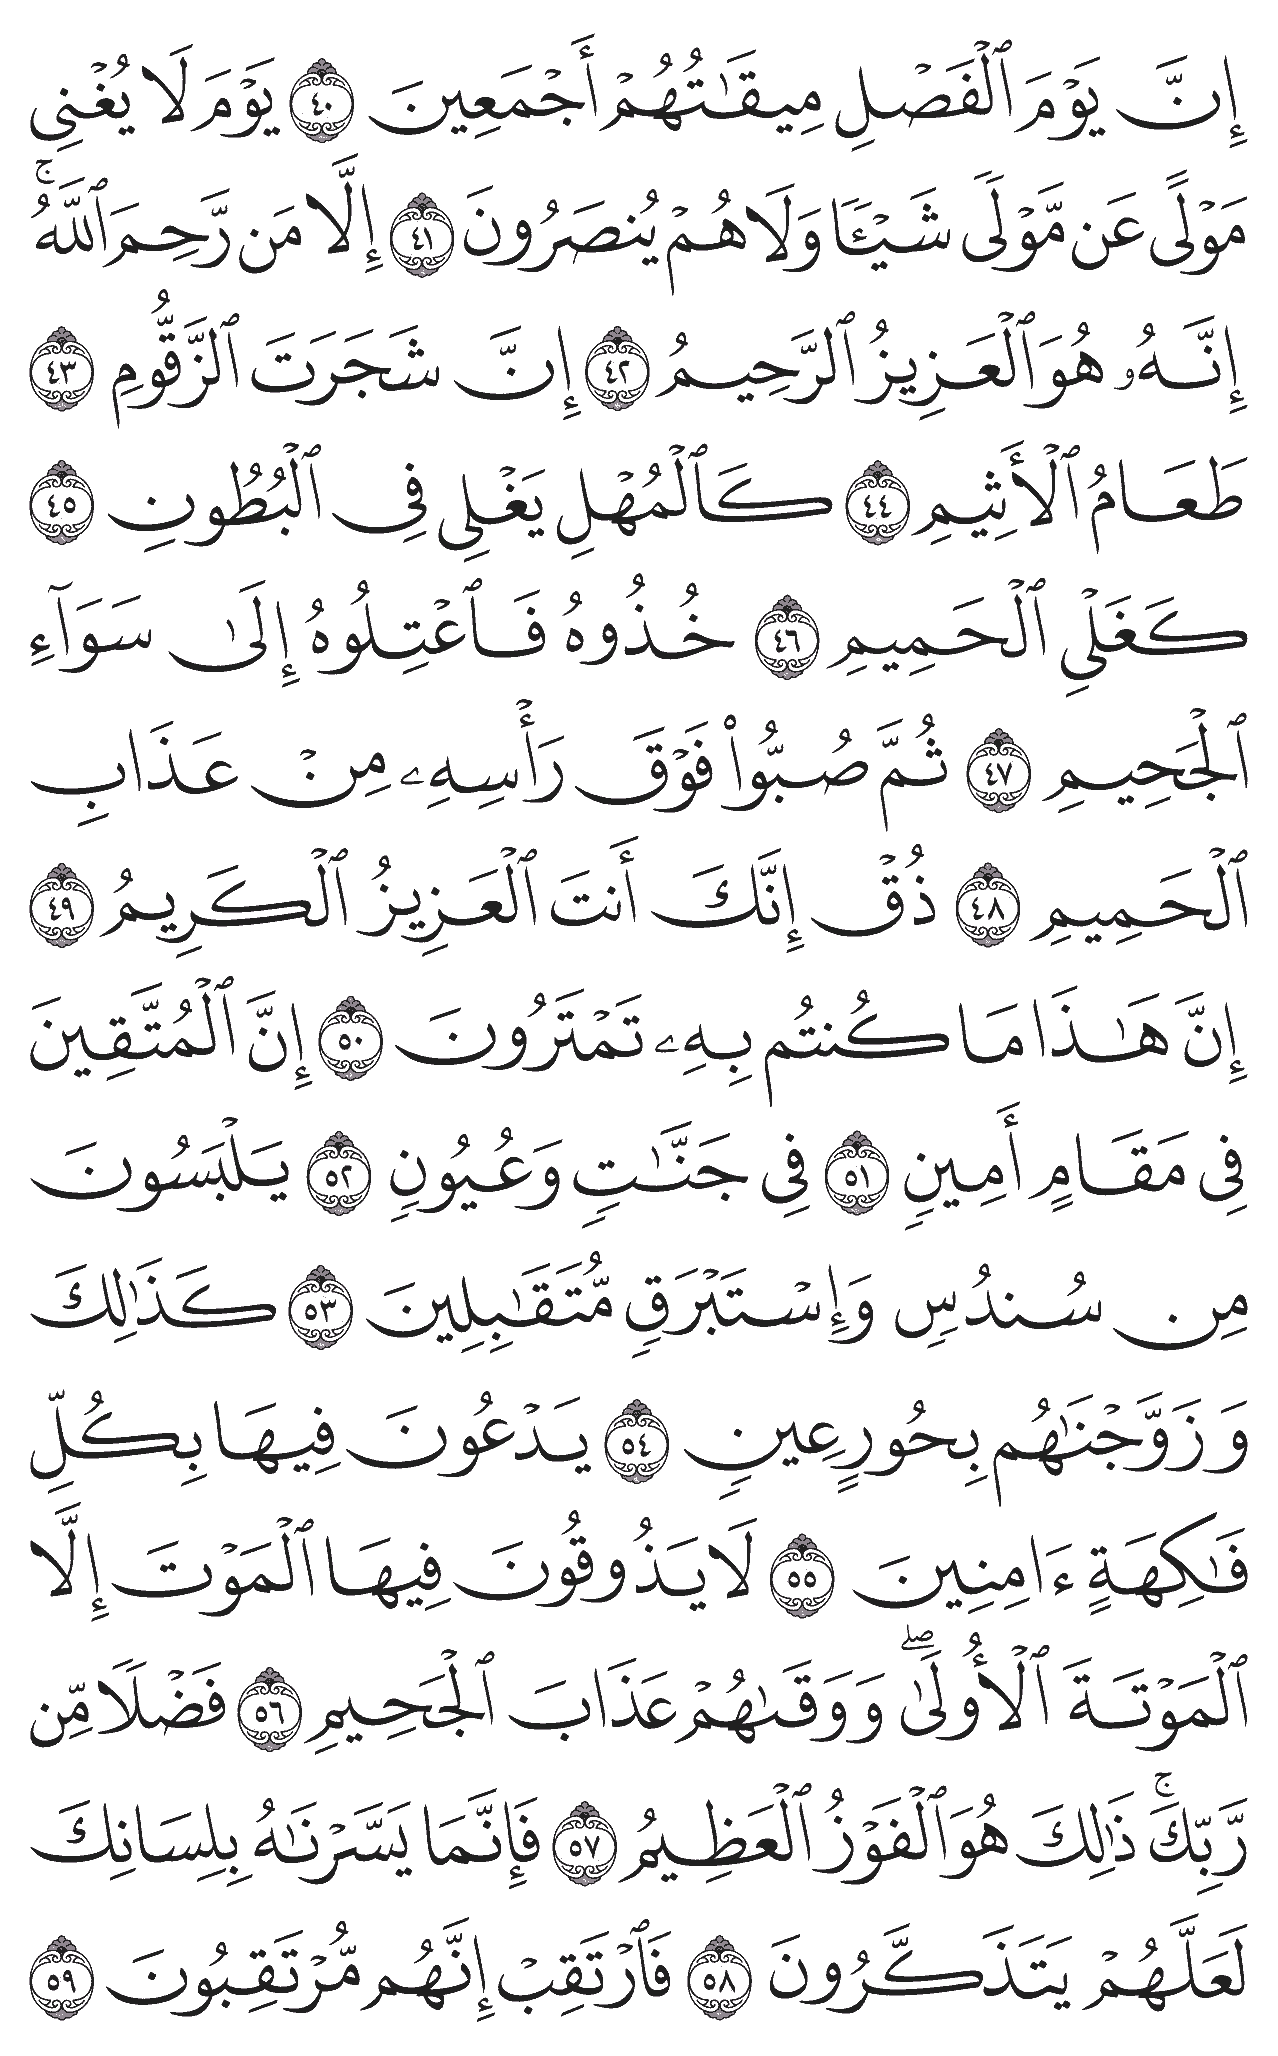 إِنَّ يَوْمَ ٱلْفَصْلِ مِيقَٰتُهُمْ أَجْمَعِينَ ٤٠ يَوْمَ لَا يُغْنِى
مَوْلًى عَن مَّوْلًى شَيْـًٔا وَلَا هُمْ يُنصَرُونَ ٤١ إِلَّا مَن رَّحِمَ ٱللَّهُ ۚ
إِنَّهُۥ هُوَ ٱلْعَزِيزُ ٱلرَّحِيمُ ٤٢ إِنَّ شَجَرَتَ ٱلزَّقُّومِ ٤٣
طَعَامُ ٱلْأَثِيمِ ٤٤ كَٱلْمُهْلِ يَغْلِى فِى ٱلْبُطُونِ ٤٥
كَغَلْىِ ٱلْحَمِيمِ ٤٦ خُذُوهُ فَٱعْتِلُوهُ إِلَىٰ سَوَآءِ
ٱلْجَحِيمِ ٤٧ ثُمَّ صُبُّوا۟ فَوْقَ رَأْسِهِۦ مِنْ عَذَابِ
ٱلْحَمِيمِ ٤٨ ذُقْ إِنَّكَ أَنتَ ٱلْعَزِيزُ ٱلْكَرِيمُ ٤٩
إِنَّ هَٰذَا مَا كُنتُم بِهِۦ تَمْتَرُونَ ٥٠ إِنَّ ٱلْمُتَّقِينَ
فِى مَقَامٍ أَمِينٍ ٥١ فِى جَنَّٰتٍ وَعُيُونٍ ٥٢ يَلْبَسُونَ
مِن سُندُسٍ وَإِسْتَبْرَقٍ مُّتَقَٰبِلِينَ ٥٣ كَذَٰلِكَ
وَزَوَّجْنَٰهُم بِحُورٍ عِينٍ ٥٤ يَدْعُونَ فِيهَا بِكُلِّ
فَٰكِهَةٍ ءَامِنِينَ ٥٥ لَا يَذُوقُونَ فِيهَا ٱلْمَوْتَ إِلَّا
ٱلْمَوْتَةَ ٱلْأُولَىٰ ۖ وَوَقَىٰهُمْ عَذَابَ ٱلْجَحِيمِ ٥٦ فَضْلًا مِّن
رَّبِّكَ ۚ ذَٰلِكَ هُوَ ٱلْفَوْزُ ٱلْعَظِيمُ ٥٧ فَإِنَّمَا يَسَّرْنَٰهُ بِلِسَانِكَ
لَعَلَّهُمْ يَتَذَكَّرُونَ ٥٨ فَٱرْتَقِبْ إِنَّهُم مُّرْتَقِبُونَ ٥٩